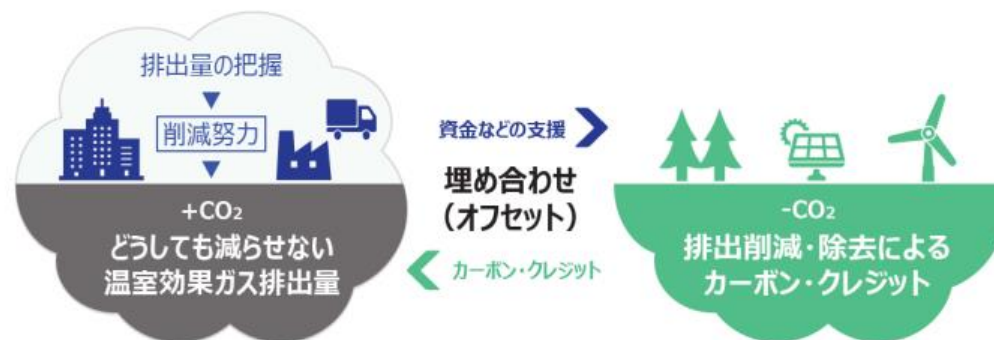 排出量の把握
削減努力
+CO₂
どうしても減らせない
温室効果ガス排出量
資金などの支援
埋め合わせ
（オフセット）
カーボン・クレジット
-CO₂
排出削減・除去による
カーボン・クレジット